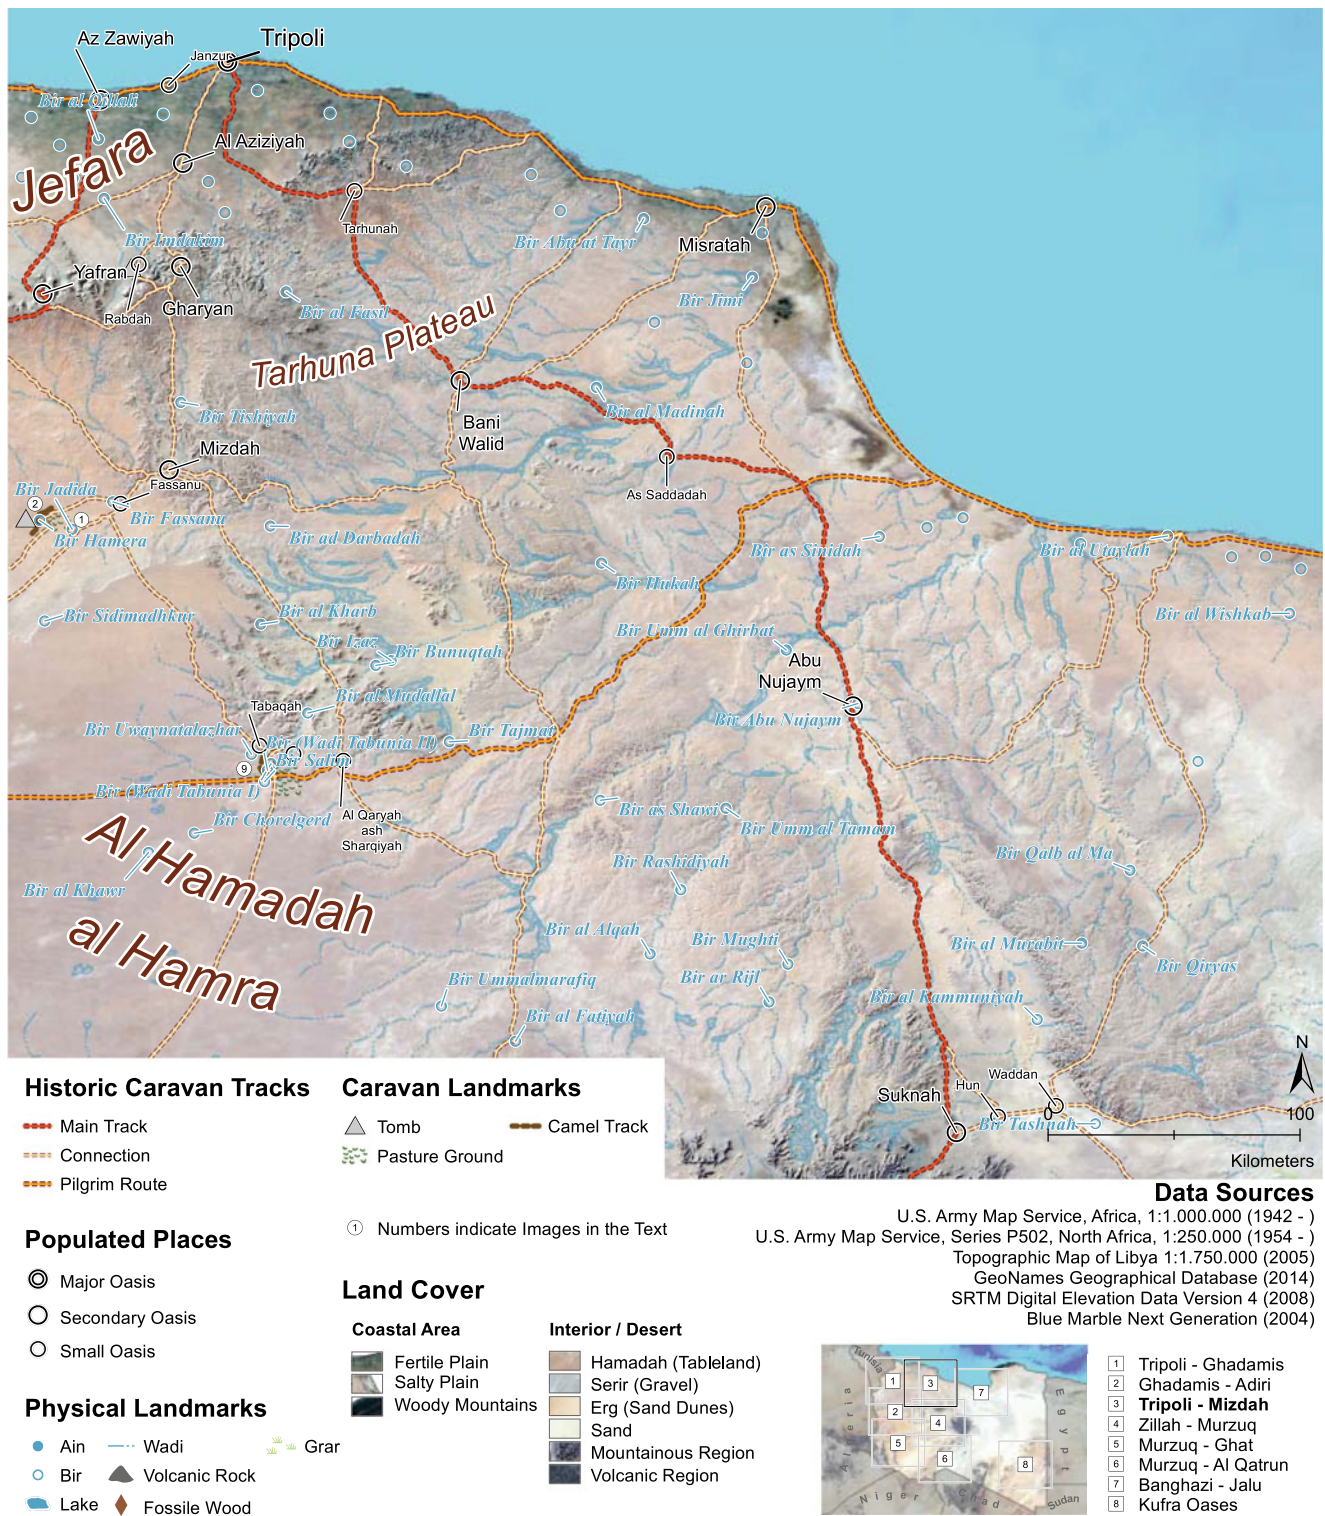 Az Zawiyah
Janzur
Tripoli
Bir al Qillali
Al Aziziyah
Jefara
Tarhunah
Bir Imdakim
Bir Abu at Tayr
Misratah
Yafran
Rabdah
Gharyan
Bir al Fasil
Bir Jimi
Tarhuna Plateau
Bir Tishiyah
Bani
Walid
Bir al Madinah
Mizdah
Fassanu
As Saddadah
Bir Jadida
2
1
Bir Fassanu
Bir Hamera
Bir ad Darbadah
Bir as Sinidah
Bir al Utaylah
Bir Hukah
Bir Sidimadhkur
Bir al Kharb
Bir al Wishkab
Bir Izaz
Bir Bunuqtah
Bir Umm al Ghirbat
Abu
Nujaym
Bir al Mudallal
Tabaqah
Bir Abu Nujaym
Bir Uwaynatalazhar
Bir (Wadi Tabunia II)
Bir Tajmat
Bir Salim
9
Bir (Wadi Tabunia I)
Al Qaryah
ash
Sharqiyah
Bir Chorelgerd
Bir as Shawi
Bir Umm al Tamam
Bir al Khawr
Bir Rashidiyah
Bir Qalb al Ma
Al Hamadah
al Hamra
Bir al Alqah
Bir Mughti
Bir al Murabit
Bir Qiryas
Bir Ummalmarafiq
Bir ar Rijl
Bir al Kammuniyah
Bir al Fatiyah
Suknah
Hun
Waddan
Bir Tashnah
N
0
100
Kilometers
Historic Caravan Tracks
Main Track
Connection
Pilgrim Route
Caravan Landmarks
Tomb
Camel Track
Pasture Ground
1 Numbers indicate Images in the Text
Populated Places
Major Oasis
Secondary Oasis
Small Oasis
Physical Landmarks
Ain
Wadi
Grar
Bir
Volcanic Rock
Lake
Fossile Wood
Land Cover
Coastal Area
Fertile Plain
Salty Plain
Woody Mountains
Interior / Desert
Hamadah (Tableland)
Serir (Gravel)
Erg (Sand Dunes)
Sand
Mountainous Region
Volcanic Region
Data Sources
U.S. Army Map Service, Africa, 1:1.000.000 (1942 - )
U.S. Army Map Service, Series P502, North Africa, 1:250.000 (1954 - )
Topographic Map of Libya 1:1.750.000 (2005)
GeoNames Geographical Database (2014)
SRTM Digital Elevation Data Version 4 (2008)
Blue Marble Next Generation (2004)
Tunisia
Algeria
Egypt
Niger
Chad
Sudan
1
3
7
2
4
5
6
8
1 Tripoli - Ghadamis
2 Ghadamis - Adiri
3 Tripoli - Mizdah
4 Zillah - Murzuq
5 Murzuq - Ghat
6 Murzuq - Al Qatrun
7 Banghazi - Jalu
8 Kufra Oases